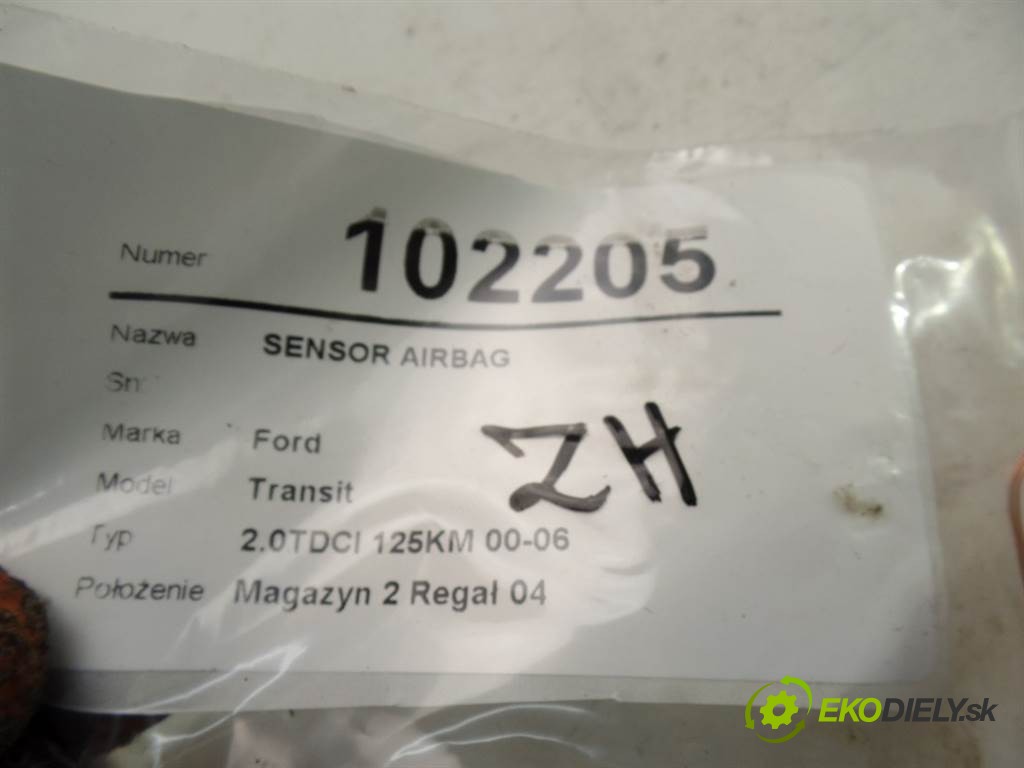 Numer 102205
Nazwa SENSOR AIRBAG
Marka Ford
ZH
Model Transit
Typ 2.0TDCI 125KM 00-06
Położenie Magazyn 2 Regał 04
EKODIELY.sk